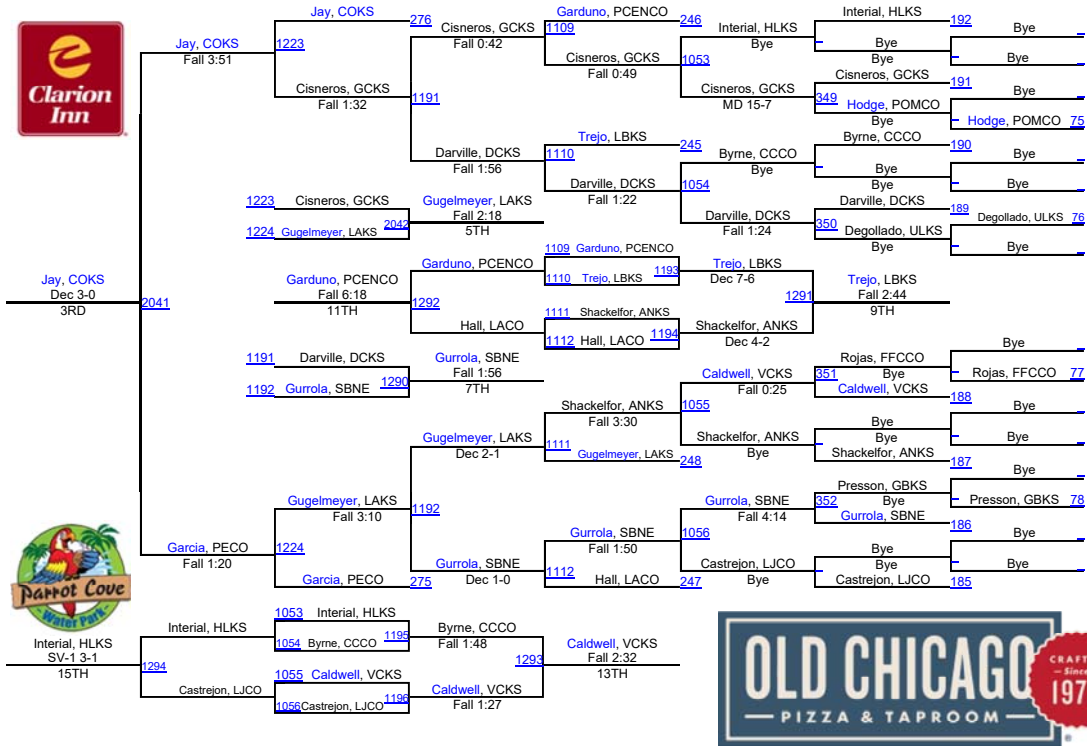 Clarion
Inn
Jay, COKS 276
Jay, COKS 1223
Fall 3:51
Cisneros, GCKS
Fall 1:32
Cisneros, GCKS
Fall 0:42
1191
Darville, DCKS
Fall 1:56
Garduno, PCENCO 246
1109
Cisneros, GCKS
Fall 0:49
Trejo, LBKS 245
1110
Darville, DCKS
Fall 1:22
Interial, HLKS
Bye
1053
Cisneros, GCKS
MD 15-7
Byrne, CCCO
Bye
1054
Darville, DCKS
Fall 1:24
Interial, HLKS 192
Bye
Bye
Cisneros, GCKS 191
349
Hodge, POMCO
Bye
Byrne, CCCO 190
Bye
Bye
Darville, DCKS 189
350
Degollado, ULKS
Bye
Bye
Bye
Bye
Hodge, POMCO 75
Bye
Bye
Degollado, ULKS 76
Bye
1223 Cisneros, GCKS
1224 Gugelmeyer, LAKS 2042
Gugelmeyer, LAKS
Fall 2:18
5TH
Jay, COKS
Dec 3-0
3RD
2041
Garduno, PCENCO
Fall 6:18
11TH
Garduno, PCENCO
1292
Hall, LACO
1109 Garduno, PCENCO
1110 Trejo, LBKS 1193
Trejo, LBKS
Dec 7-6
1111 Shackelfor, ANKS
1112 Hall, LACO 1194
Shackelfor, ANKS
Dec 4-2
1291
Trejo, LBKS
Fall 2:44
9TH
1191 Darville, DCKS
1192 Gurrola, SBNE 1290
Gurrola, SBNE
Fall 1:56
7TH
Rojas, FFCCO
351 Bye
Caldwell, VCKS 188
Caldwell, VCKS
Fall 0:25
1055
Shackelfor, ANKS
Bye
Bye
Bye
Shackelfor, ANKS 187
Bye
Rojas, FFCCO 77
Bye
Bye
Shackelfor, ANKS
Fall 3:30
1111
Gugelmeyer, LAKS 248
Gugelmeyer, LAKS
Dec 2-1
1192
Gurrola, SBNE
Dec 1-0
Gugelmeyer, LAKS
Fall 3:10
1224
Garcia, PECO 275
Garcia, PECO
Fall 1:20
Gurrola, SBNE
Fall 1:50
1112
Hall, LACO 247
Gurrola, SBNE
Fall 4:14
1056
Castrejon, LJCO
Bye
Presson, GBKS
352 Bye
Gurrola, SBNE 186
Bye
Bye
Castrejon, LJCO 185
Bye
Presson, GBKS 78
Bye
Bye
Parrot Cove
Water Park
Interial, HLKS
SV-1 3-1
15TH
Interial, HLKS
1294
Castrejon, LJCO
1053 Interial, HLKS
1054 Byrne, CCCO 1195
Byrne, CCCO
Fall 1:48
1055 Caldwell, VCKS
1056 Castrejon, LJCO 1196
Caldwell, VCKS
Fall 1:27
1293
Caldwell, VCKS
Fall 2:32
13TH
OLD CHICAGO
PIZZA & TAPROOM
CRAFT
Since
197